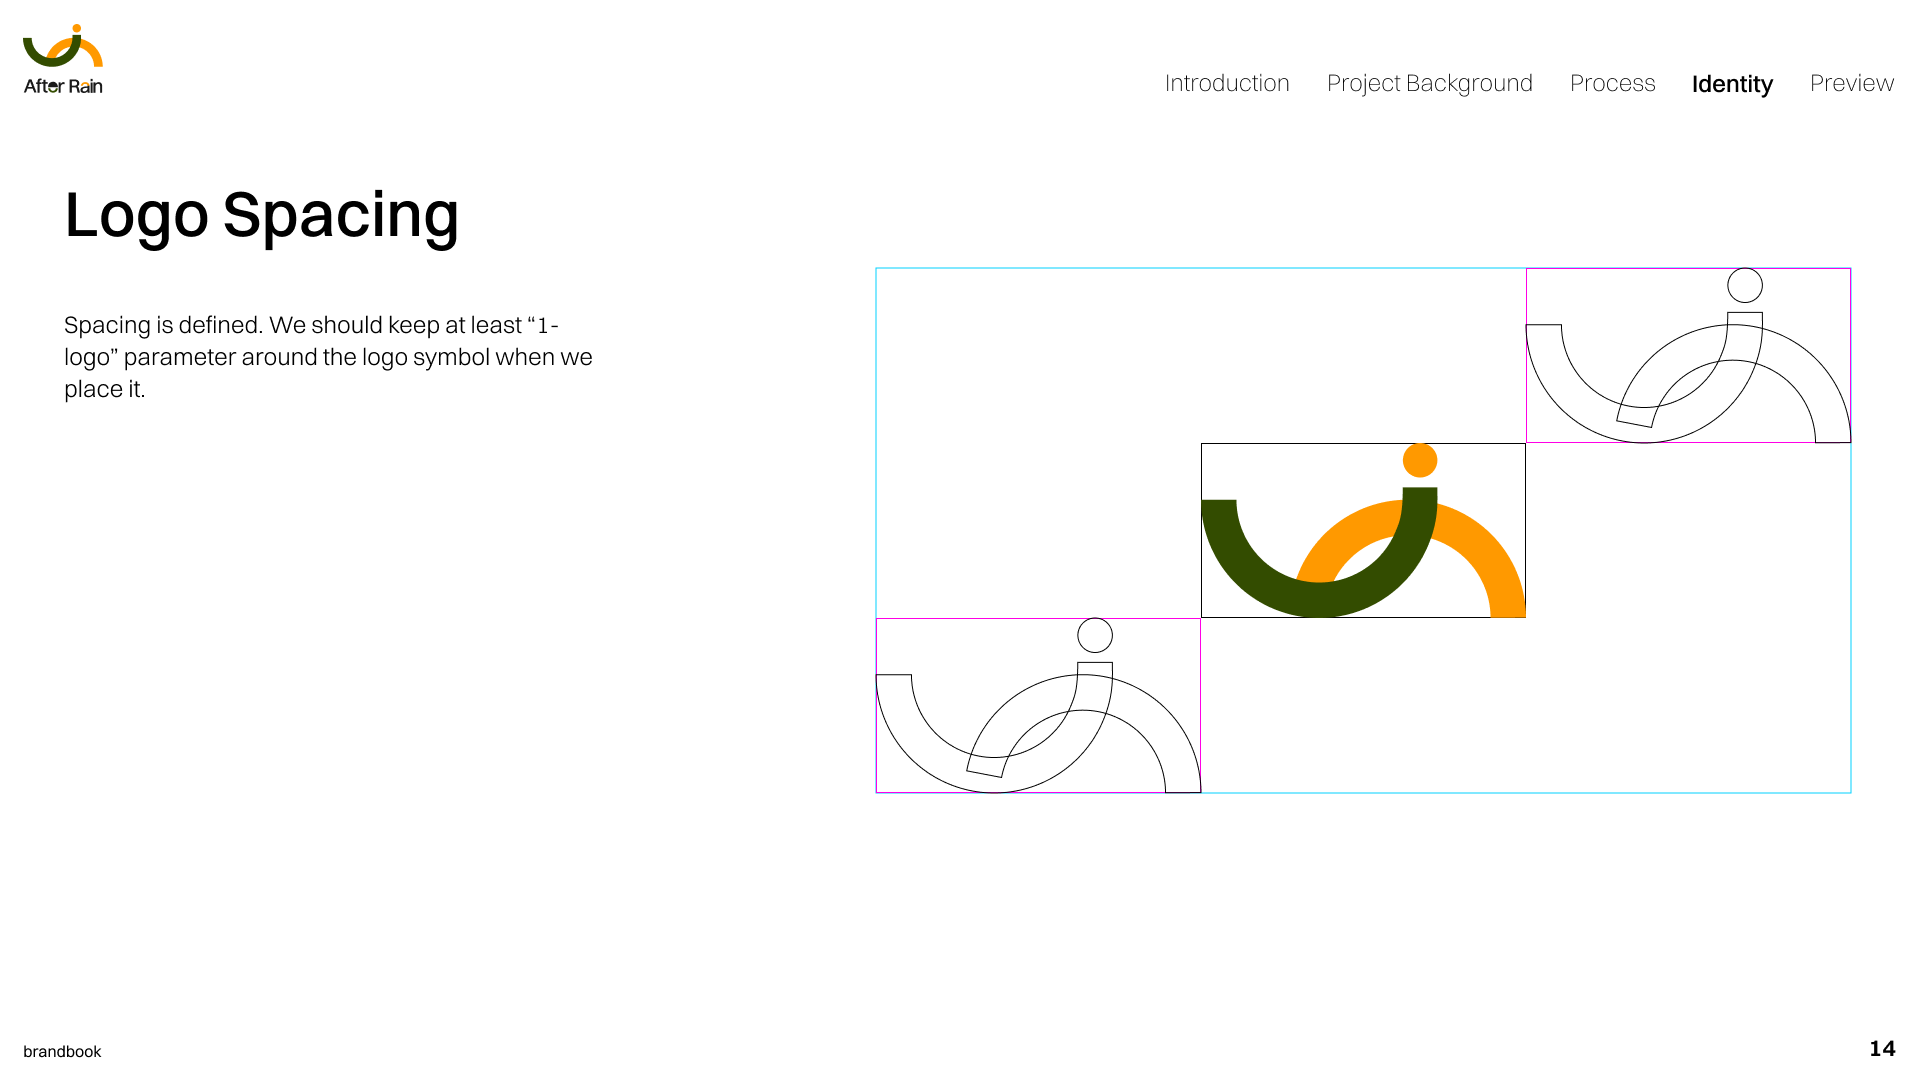 After Rain
Introduction Project Background Process Identity Preview
Logo Spacing
Spacing is defined. We should keep at least “1-
logo” parameter around the logo symbol when we
place it.
brandbook
14